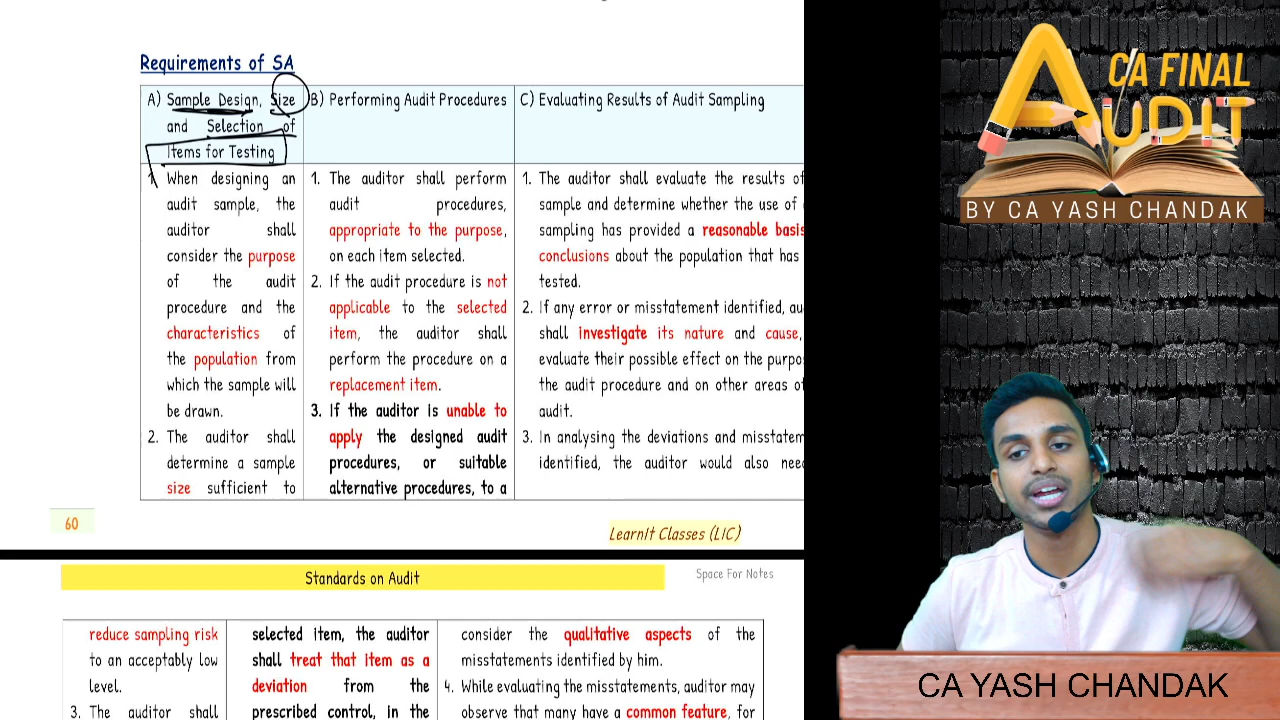 Requirements of SA
A) Sample Design, Size
and Selection of
Items for Testing
B) Performing Audit Procedures
C) Evaluating Results of Audit Sampling
1. When designing an
audit sample, the
auditor shall
consider the purpose
of the audit
procedure and the
characteristics of
the population from
which the sample will
be drawn.
2. The auditor shall
determine a sample
size sufficient to
1. The auditor shall perform
audit procedures,
appropriate to the purpose,
on each item selected.
2. If the audit procedure is not
applicable to the selected
item, the auditor shall
perform the procedure on a
replacement item.
3. If the auditor is unable to
apply the designed audit
procedures, or suitable
alternative procedures, to a
1. The auditor shall evaluate the results of
sample and determine whether the use of
sampling has provided a reasonable basis
conclusions about the population that has
tested.
2. If any error or misstatement identified,
shall investigate its nature and cause,
evaluate their possible effect on the
the audit procedure and on other areas of
audit.
3. In analysing the deviations and
identified, the auditor would also
60
LearnIt Classes (LIC)
Standards on Audit
Space For Notes
reduce sampling risk
to an acceptably low
level.
3. The auditor shall
selected item, the auditor
shall treat that item as a
deviation from the
prescribed control, in the
consider the qualitative aspects of the
misstatements identified by him.
4. While evaluating the misstatements, auditor may
observe that many have a common feature, for
CA FINAL
AUDIT
BY CA YASH CHANDAK
CA YASH CHANDAK